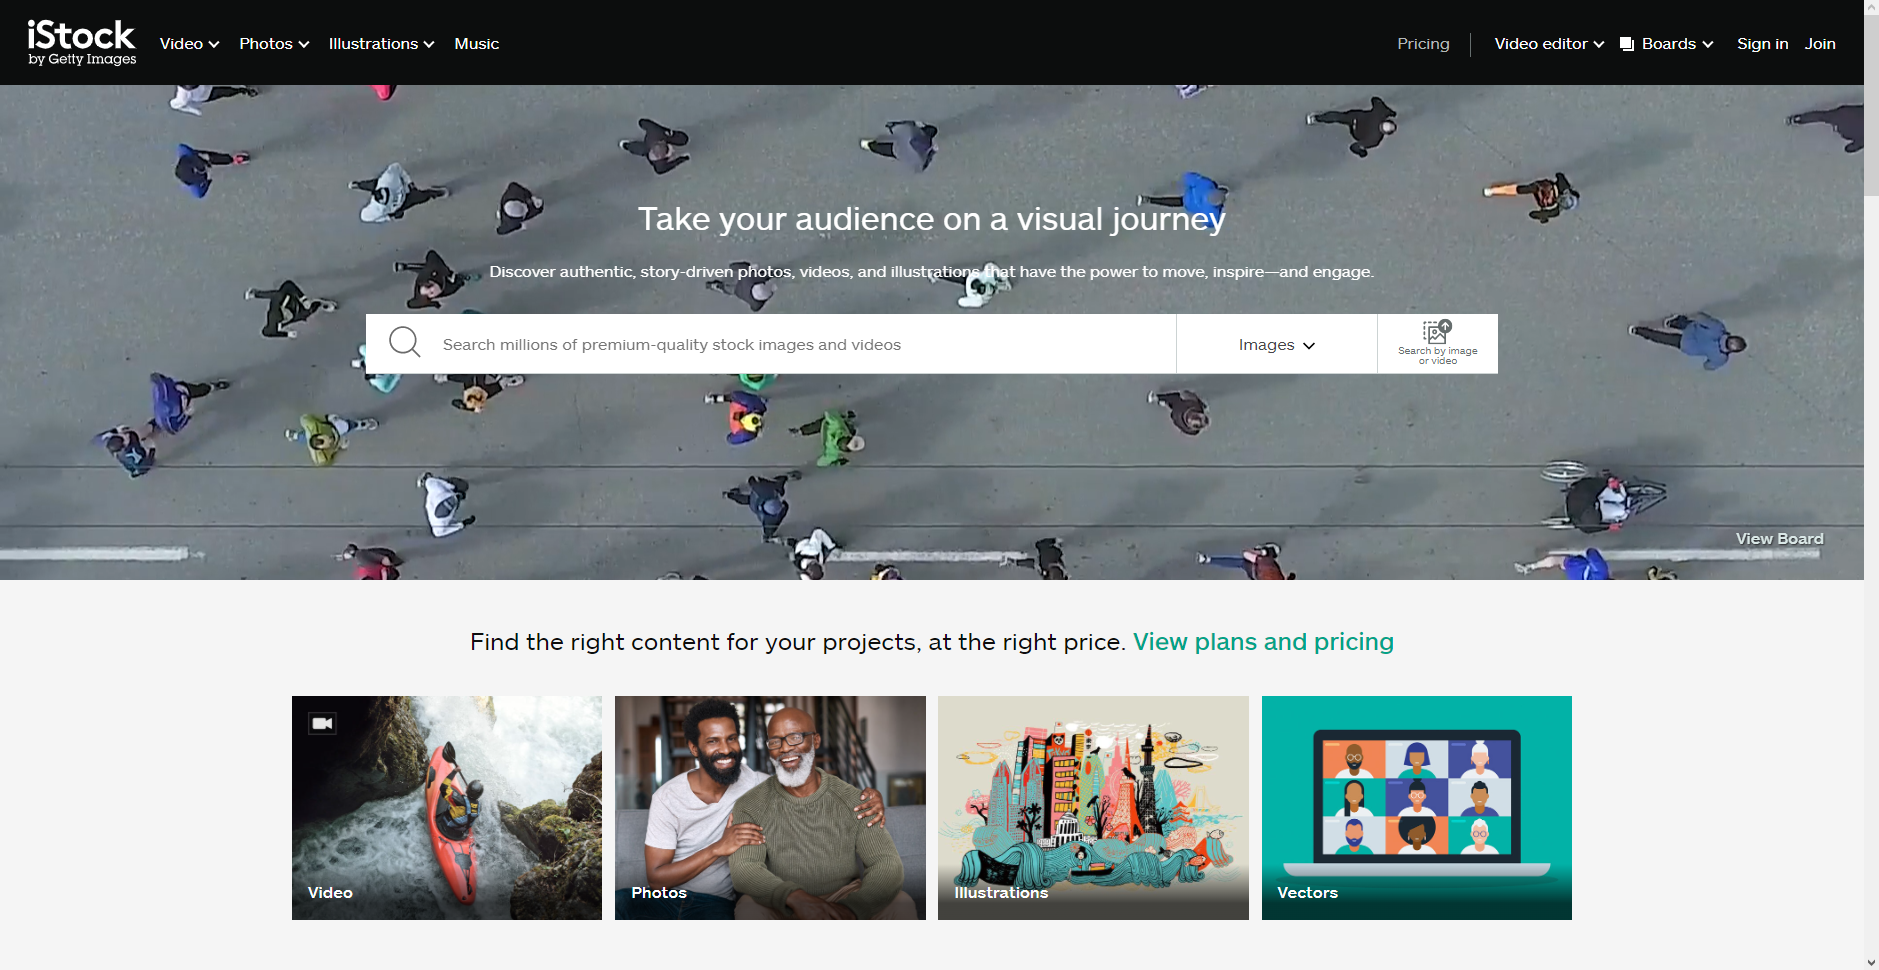 iStock
by Getty Images
Video
Photos
Illustrations
Music
Pricing
Video editor
Boards
Sign in
Join
Take your audience on a visual journey
Discover authentic, story-driven photos, videos, and illustrations that have the power to move, inspire—and engage.
Search millions of premium-quality stock images and videos
Images
Search by image
or video
View Board
Find the right content for your projects, at the right price. View plans and pricing
Video
Photos
Illustrations
Vectors